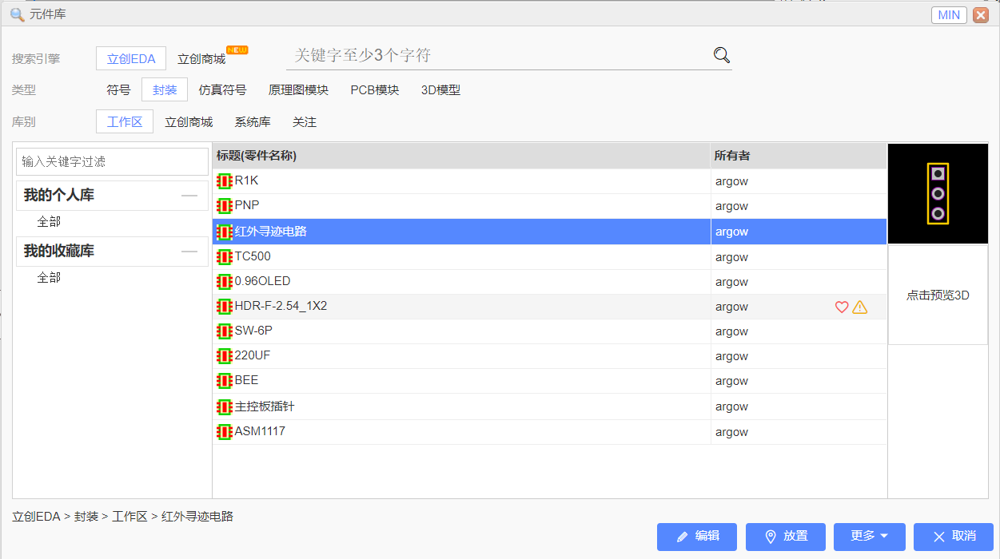 元件库 MIN
搜索引擎 立创EDA 立创商城 NEW 关键字至少3个字符
类型 符号 封装 仿真符号 原理图模块 PCB模块 3D模型
库别 工作区 立创商城 系统库 关注
输入关键字过滤
我的个人库
全部
我的收藏库
全部
标题(零件名称) 所有者
R1K argow
PNP argow
红外寻迹电路 argow
TC500 argow
0.96OLED argow
HDR-F-2.54_1X2 argow
SW-6P argow
220UF argow
BEE argow
主控板插针 argow
ASM1117 argow
点击预览3D
立创EDA > 封装 > 工作区 > 红外寻迹电路
编辑 放置 更多 取消